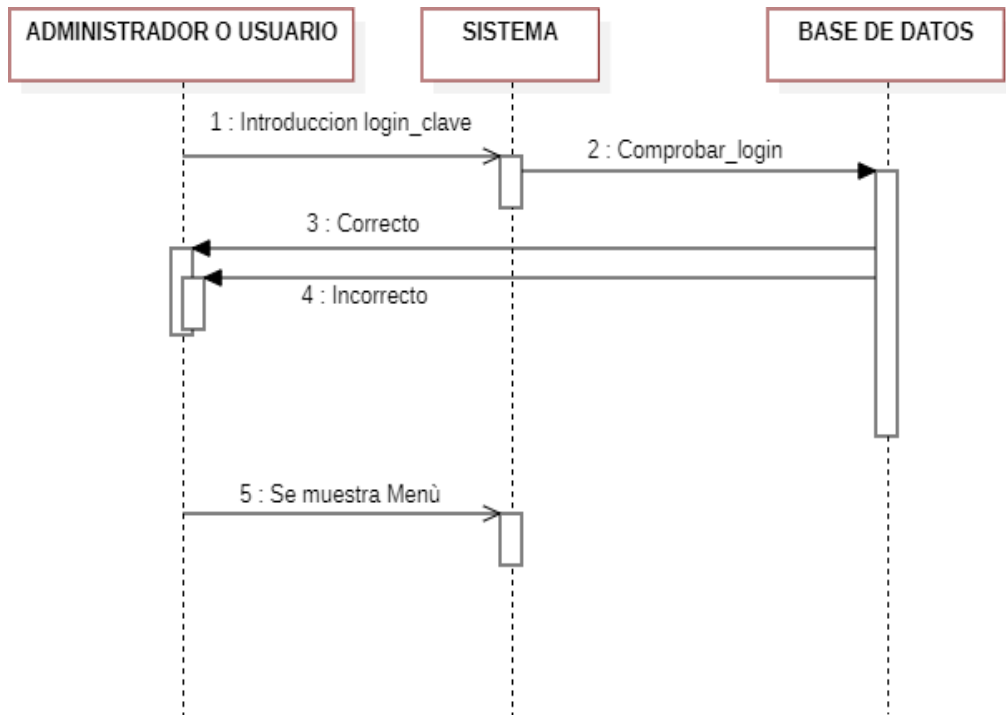 ADMINISTRADOR O USUARIO
SISTEMA
BASE DE DATOS
1 : Introduccion login_clave
2 : Comprobar_login
3 : Correcto
4 : Incorrecto
5 : Se muestra Menù